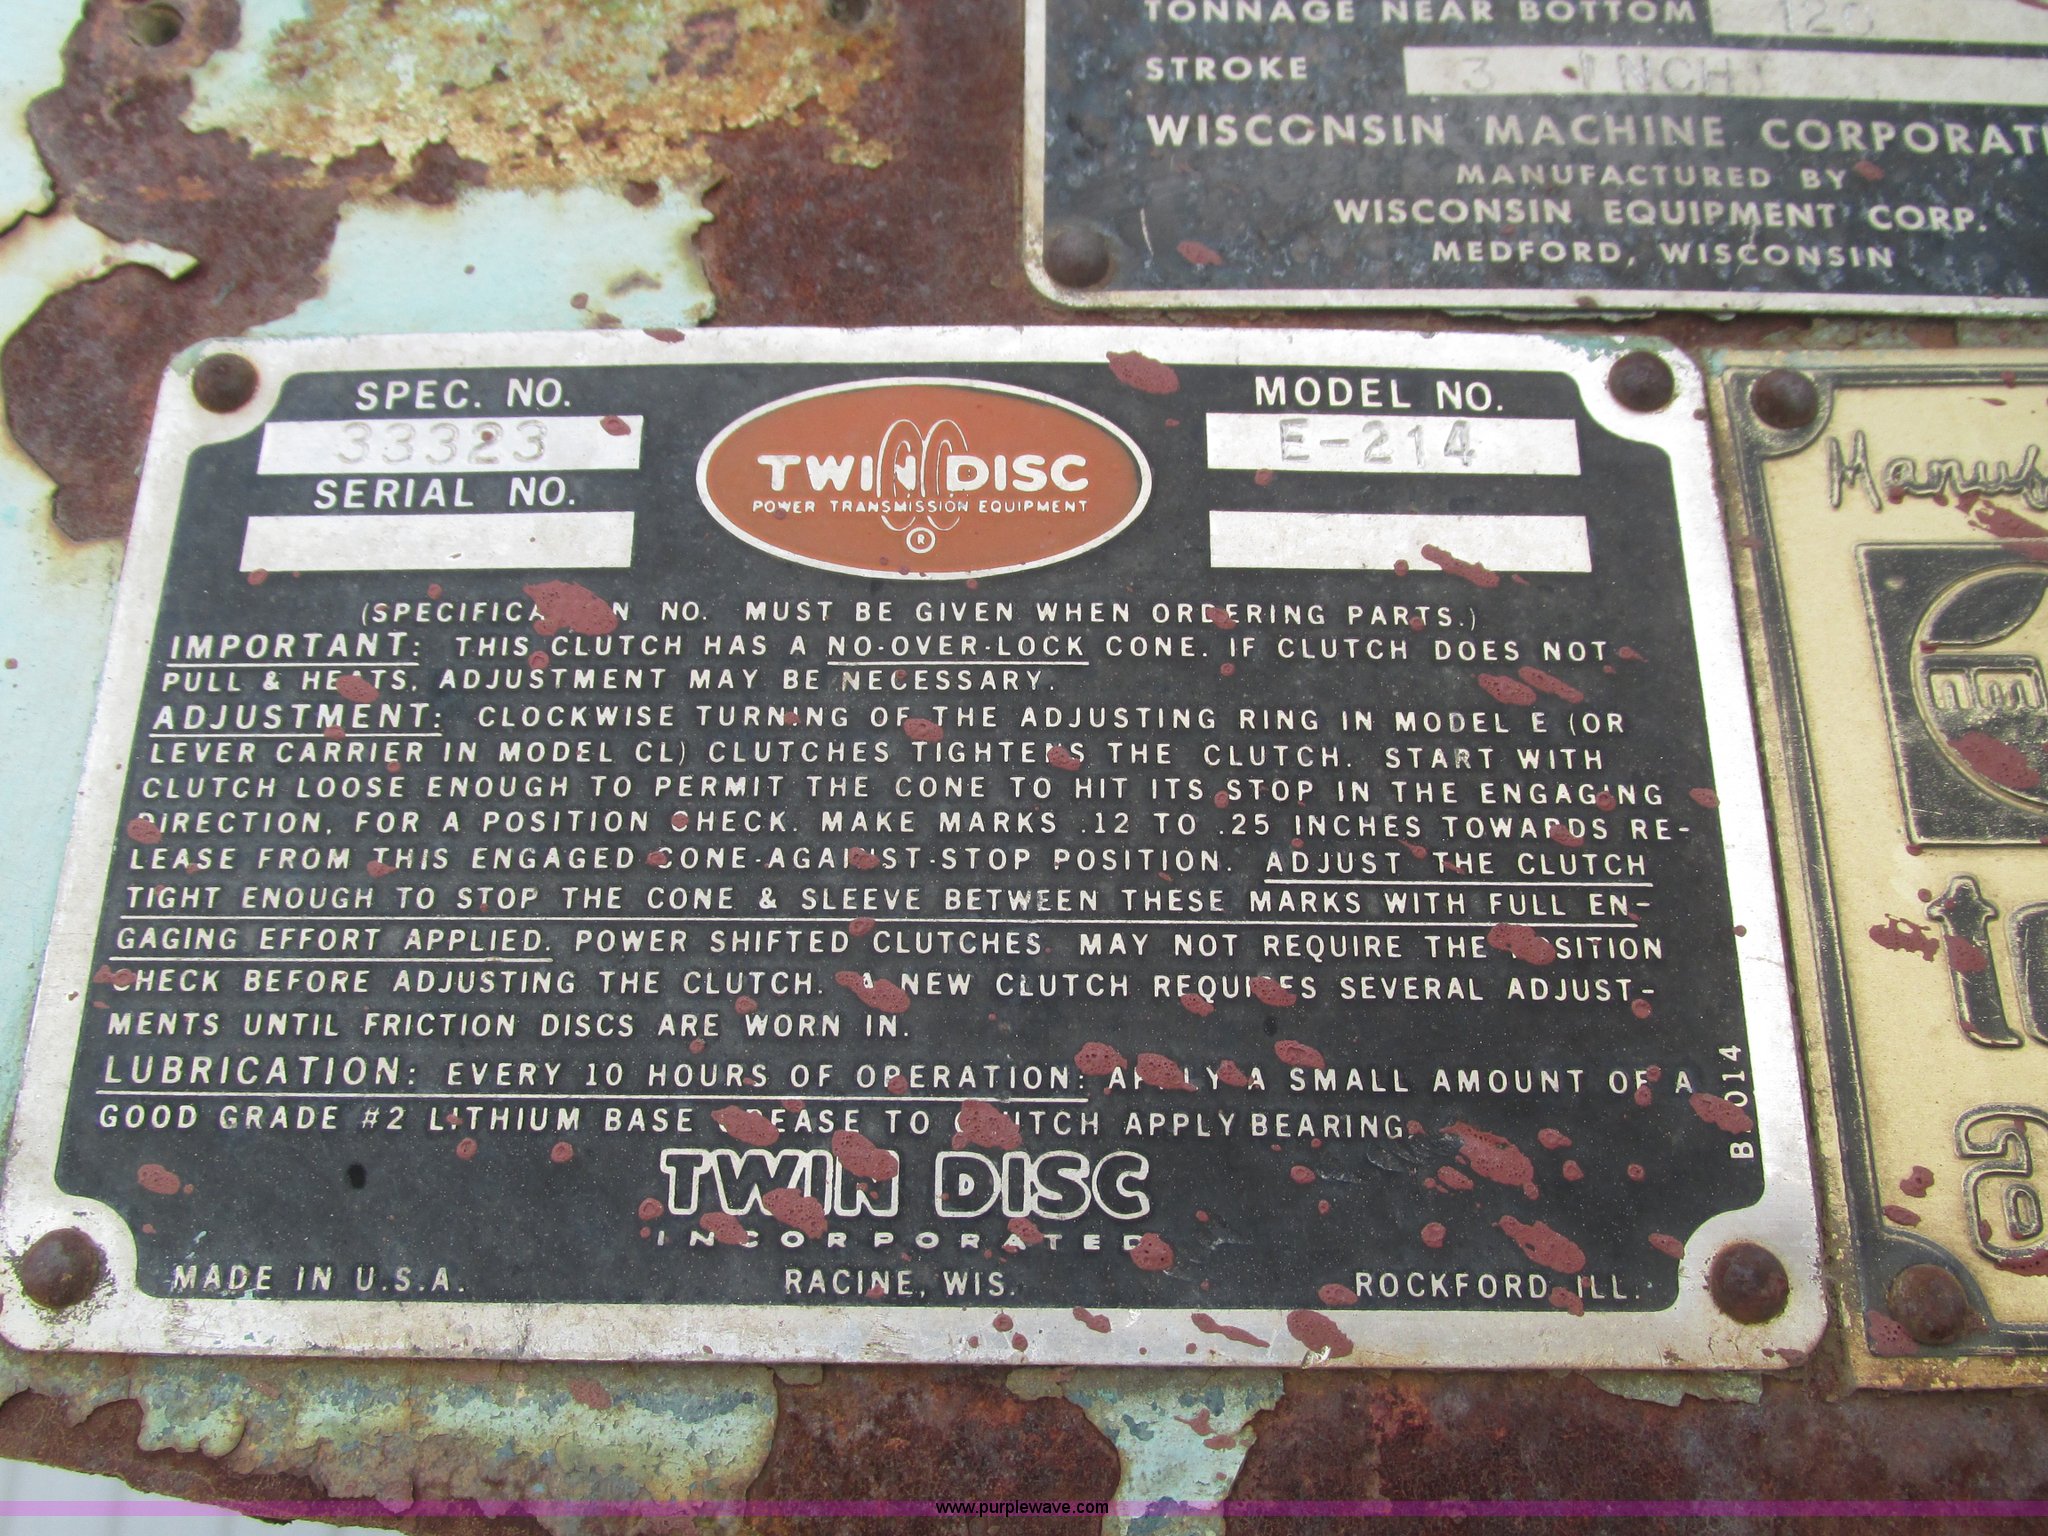 TONNAGE NEAR BOTTOM
STROKE 3 INCH
WISCONSIN MACHINE CORPORATI
MANUFACTURED BY
WISCONSIN EQUIPMENT CORP.
MEDFORD, WISCONSIN
SPEC. NO.
33323
SERIAL NO.
TWIN DISC
POWER TRANSMISSION EQUIPMENT
®
MODEL NO.
E-214
(SPECIFICATION NO. MUST BE GIVEN WHEN ORDERING PARTS.)
IMPORTANT: THIS CLUTCH HAS A NO-OVER-LOCK CONE. IF CLUTCH DOES NOT
PULL & HEATS, ADJUSTMENT MAY BE NECESSARY.
ADJUSTMENT: CLOCKWISE TURNING OF THE ADJUSTING RING IN MODEL E (OR
LEVER CARRIER IN MODEL CL) CLUTCHES TIGHTENS THE CLUTCH. START WITH
CLUTCH LOOSE ENOUGH TO PERMIT THE CONE TO HIT ITS STOP IN THE ENGAGING
DIRECTION, FOR A POSITION CHECK. MAKE MARKS .12 TO .25 INCHES TOWARDS RE-
LEASE FROM THIS ENGAGED CONE-AGAINST-STOP POSITION. ADJUST THE CLUTCH
TIGHT ENOUGH TO STOP THE CONE & SLEEVE BETWEEN THESE MARKS WITH FULL EN-
GAGING EFFORT APPLIED. POWER SHIFTED CLUTCHES MAY NOT REQUIRE THE POSITION
CHECK BEFORE ADJUSTING THE CLUTCH. A NEW CLUTCH REQUIRES SEVERAL ADJUST-
MENTS UNTIL FRICTION DISCS ARE WORN IN.
LUBRICATION: EVERY 10 HOURS OF OPERATION: APPLY A SMALL AMOUNT OF A
GOOD GRADE #2 LITHIUM BASE GREASE TO CLUTCH APPLY BEARING.
B 014
TWIN DISC
INCORPORATED
MADE IN U.S.A. RACINE, WIS. ROCKFORD, ILL.
Manuf
nm
to
a
www.purplewave.com